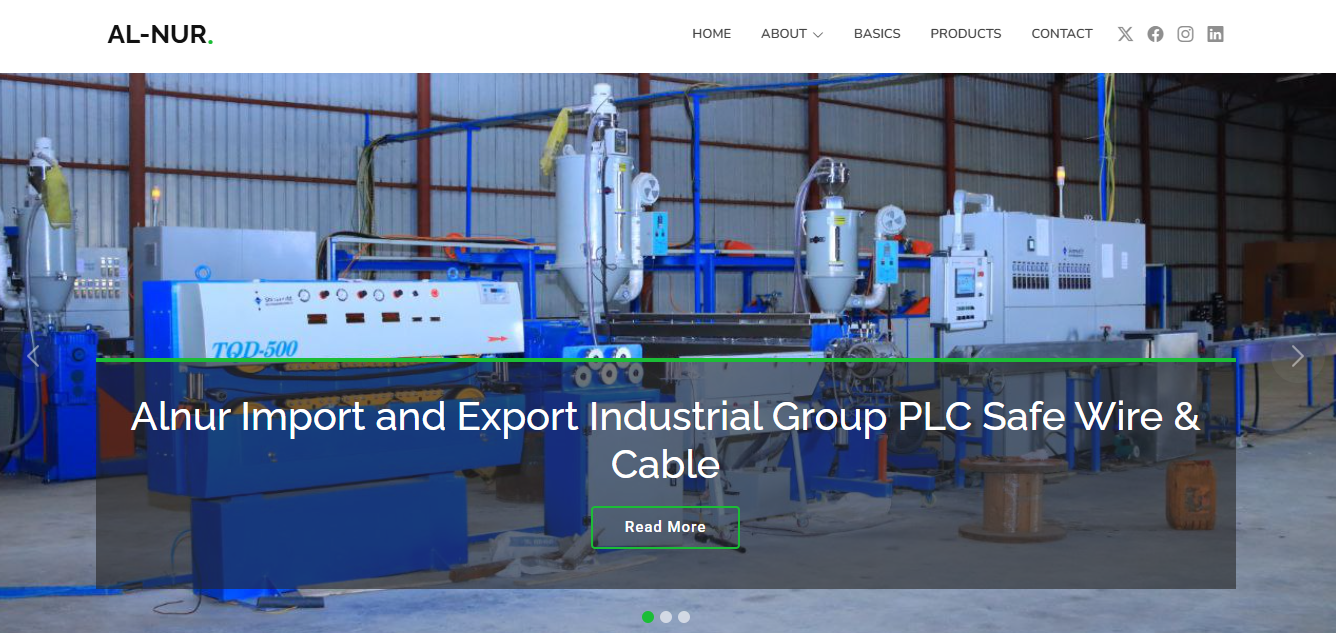 AL-NUR.
HOME ABOUT BASICS PRODUCTS CONTACT
TQD-500
Alnur Import and Export Industrial Group PLC Safe Wire &
Cable
Read More